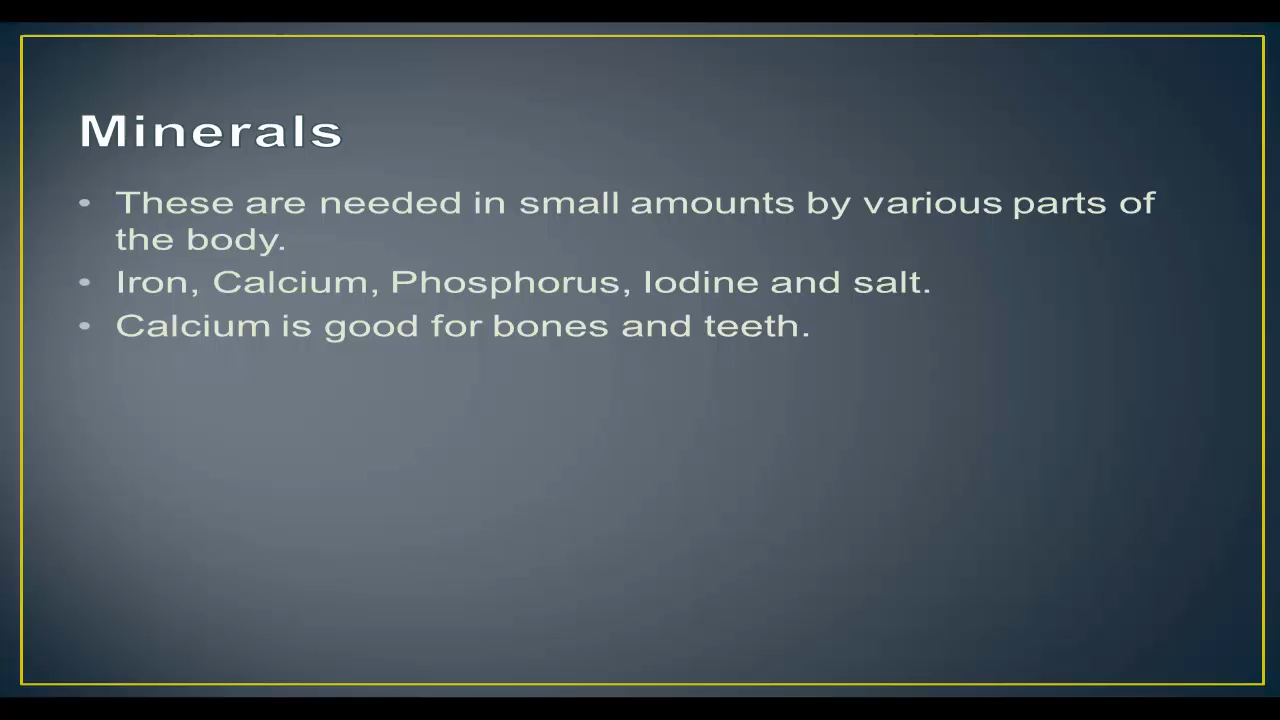 Minerals
• These are needed in small amounts by various parts of
the body.
• Iron, Calcium, Phosphorus, Iodine and salt.
• Calcium is good for bones and teeth.